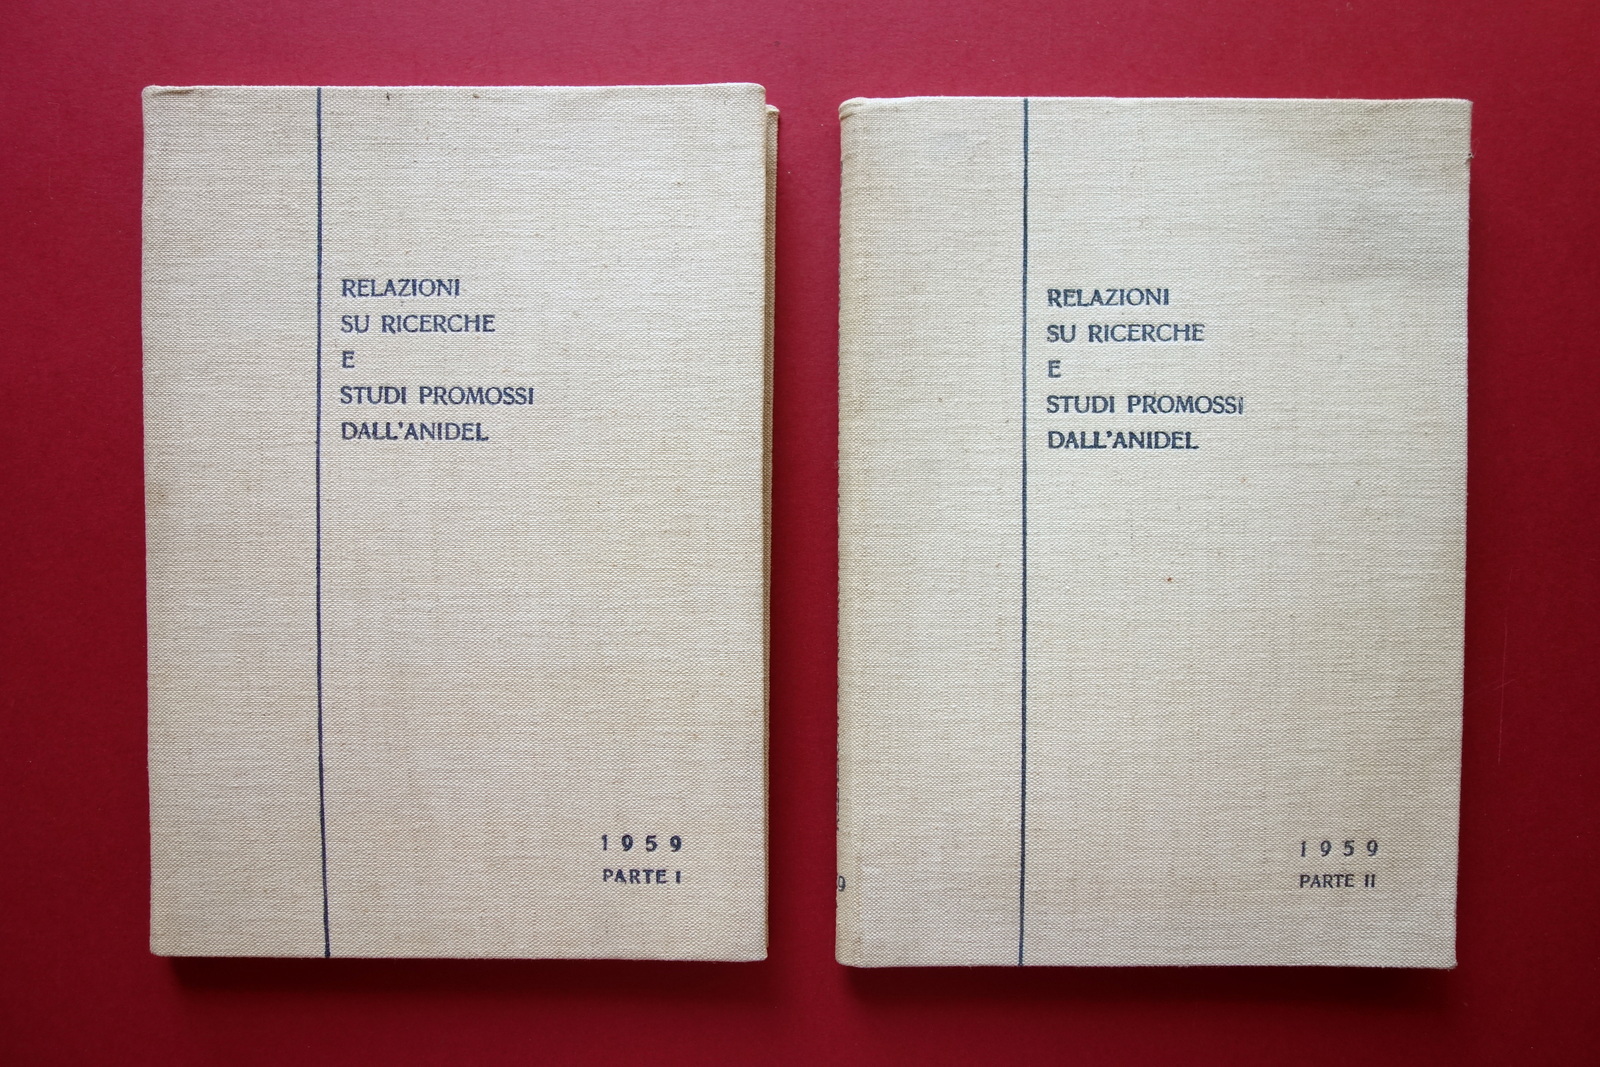 RELAZIONI
SU RICERCHE
E
STUDI PROMOSSI
DALL'ANIDEL
1959
PARTE I
RELAZIONI
SU RICERCHE
E
STUDI PROMOSSI
DALL'ANIDEL
1959
PARTE II